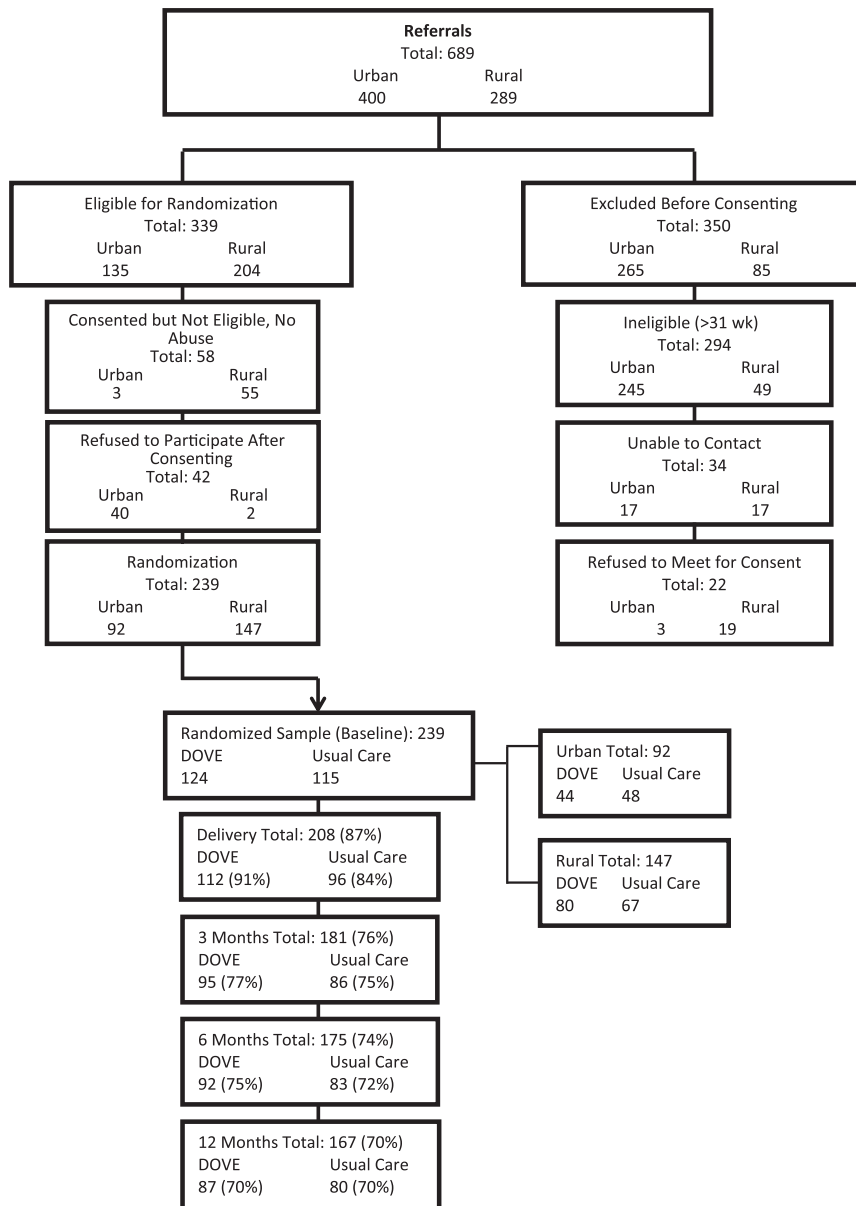 Referrals
Total: 689
Urban Rural
400 289
Eligible for Randomization
Total: 339
Urban Rural
135 204
Excluded Before Consenting
Total: 350
Urban Rural
265 85
Consented but Not Eligible, No
Abuse
Total: 58
Urban Rural
3 55
Ineligible (>31 wk)
Total: 294
Urban Rural
245 49
Refused to Participate After
Consenting
Total: 42
Urban Rural
40 2
Unable to Contact
Total: 34
Urban Rural
17 17
Randomization
Total: 239
Urban Rural
92 147
Refused to Meet for Consent
Total: 22
Urban Rural
3 19
Randomized Sample (Baseline): 239
DOVE Usual Care
124 115
Urban Total: 92
DOVE Usual Care
44 48
Rural Total: 147
DOVE Usual Care
80 67
Delivery Total: 208 (87%)
DOVE Usual Care
112 (91%) 96 (84%)
3 Months Total: 181 (76%)
DOVE Usual Care
95 (77%) 86 (75%)
6 Months Total: 175 (74%)
DOVE Usual Care
92 (75%) 83 (72%)
12 Months Total: 167 (70%)
DOVE Usual Care
87 (70%) 80 (70%)